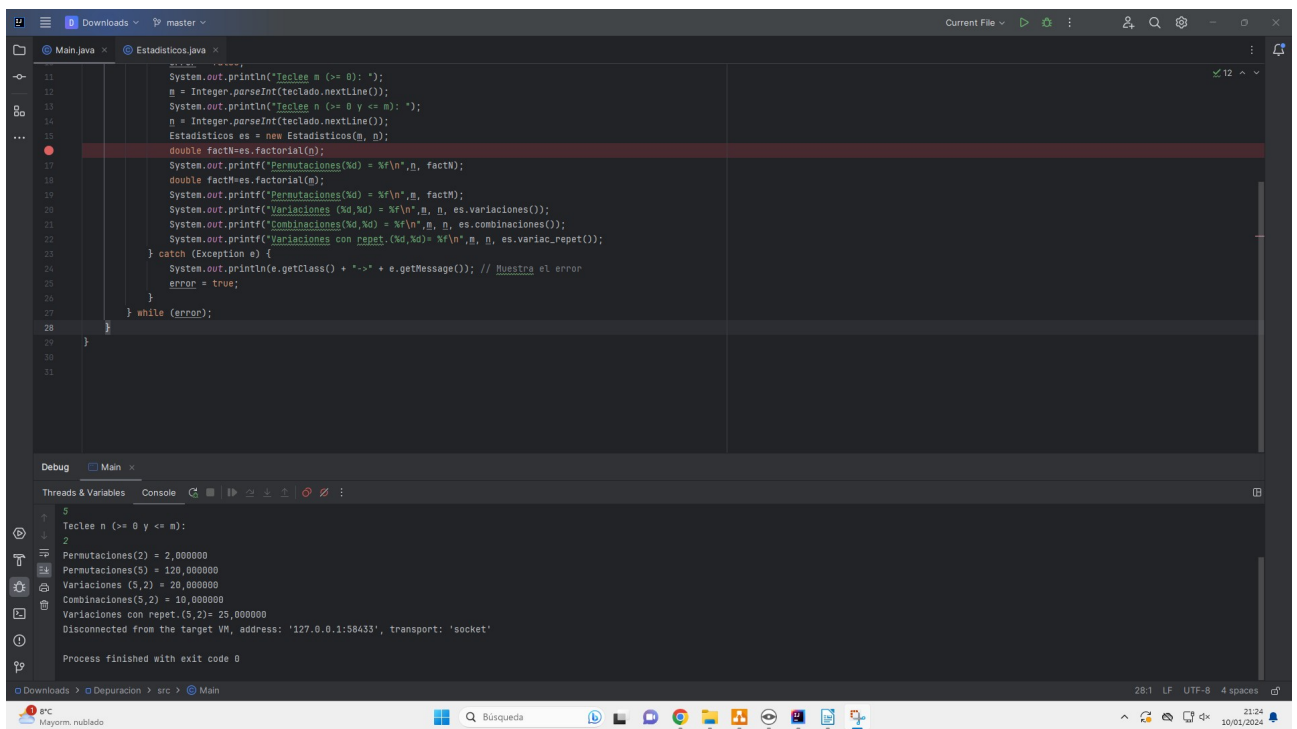 Downloads master Current File
Main.java Estadisticos.java
11 System.out.println("Teclee m (>= 0): "); 12
12 m = Integer.parseInt(teclado.nextLine());
13 System.out.println("Teclee n (>= 0 y <= m): ");
14 n = Integer.parseInt(teclado.nextLine());
15 Estadisticos es = new Estadisticos(m, n);
double factN=es.factorial(n);
17 System.out.printf("Permutaciones(%d) = %f\n",n, factN);
18 double factM=es.factorial(m);
19 System.out.printf("Permutaciones(%d) = %f\n",m, factM);
20 System.out.printf("Variaciones (%d,%d) = %f\n",m, n, es.variaciones());
21 System.out.printf("Combinaciones(%d,%d) = %f\n",m, n, es.combinaciones());
22 System.out.printf("Variaciones con repet.(%d,%d)= %f\n",m, n, es.variac_repet());
23 } catch (Exception e) {
24 System.out.println(e.getClass() + "->" + e.getMessage()); // Muestra el error
25 error = true;
26 }
27 } while (error);
28 }
29 }
30
31
Debug Main
Threads & Variables Console
5
Teclee n (>= 0 y <= m):
2
Permutaciones(2) = 2,000000
Permutaciones(5) = 120,000000
Variaciones (5,2) = 20,000000
Combinaciones(5,2) = 10,000000
Variaciones con repet.(5,2)= 25,000000
Disconnected from the target VM, address: '127.0.0.1:58433', transport: 'socket'
Process finished with exit code 0
Downloads > Depuracion > src > Main 28:1 LF UTF-8 4 spaces
1 8°C
Mayorm. nublado
Búsqueda
21:24
10/01/2024